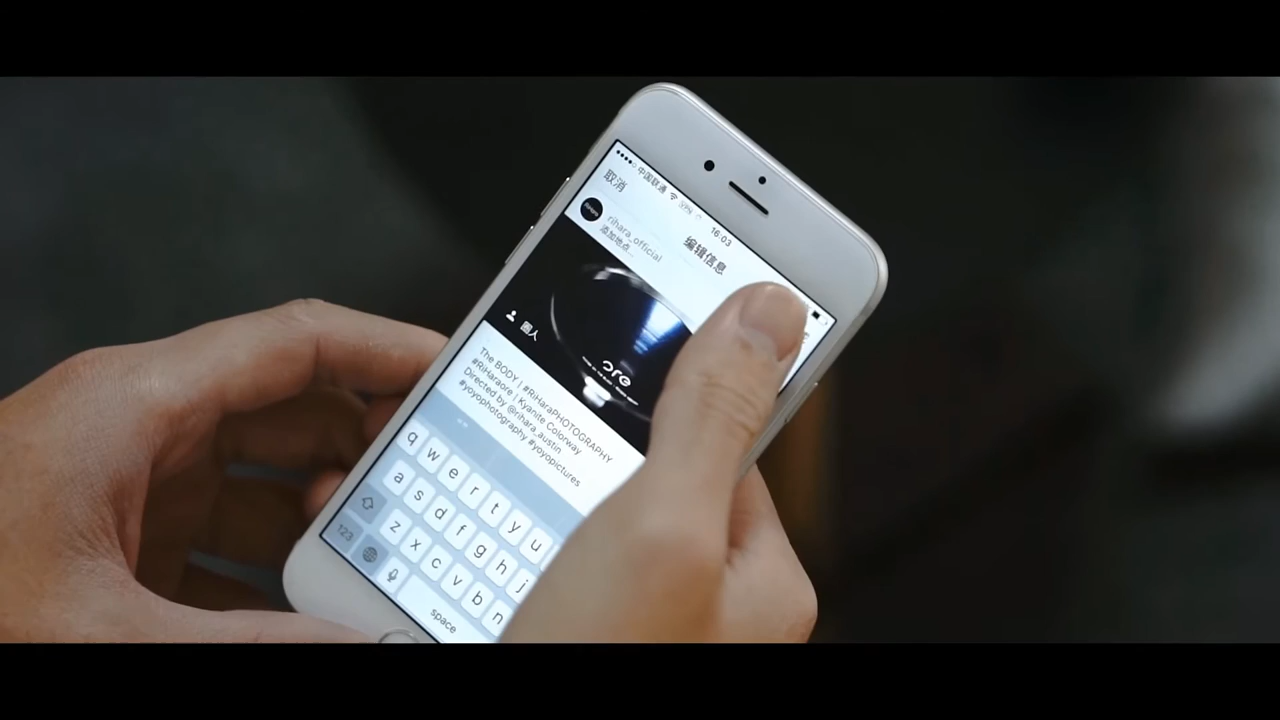 中国联通
16:03
取消
编辑信息
rihara_official
添加地点...
ore
圈人
The BODY | #RiHaraPHOTOGRAPHY
#RiHaraore | Kyanite Colorway
Directed by @rihara_austin
#yoyophotography #yoyopictures
q w e r t y u
a s d f g h j
z x c v b n
123
space